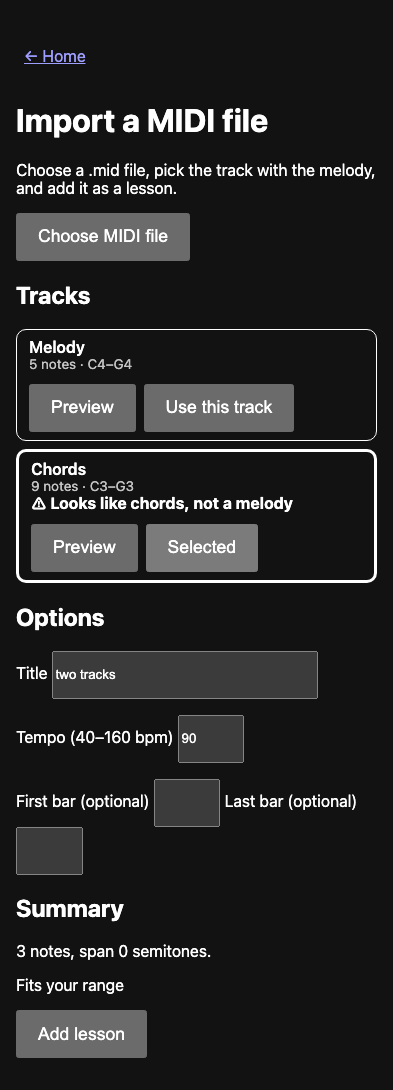 ← Home
Import a MIDI file
Choose a .mid file, pick the track with the melody,
and add it as a lesson.
Choose MIDI file
Tracks
Melody
5 notes · C4–G4
Preview
Use this track
Chords
9 notes · C3–G3
⚠ Looks like chords, not a melody
Preview
Selected
Options
Title two tracks
Tempo (40–160 bpm) 90
First bar (optional) Last bar (optional)
Summary
3 notes, span 0 semitones.
Fits your range
Add lesson